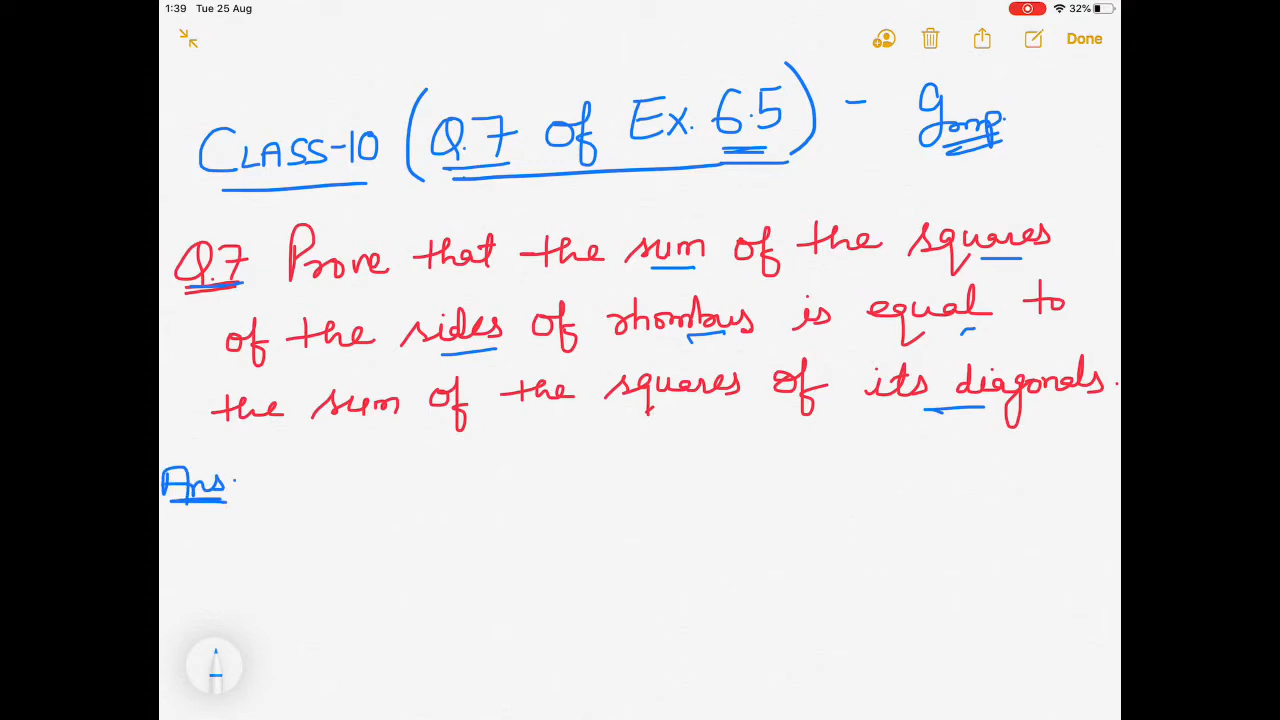 1:39 Tue 25 Aug
32%
Done
CLASS-10 (Q.7 of Ex. 6.5) - Imp.
Q.7 Prove that the sum of the squares
of the sides of rhombus is equal to
the sum of the squares of its diagonals.
Ans.